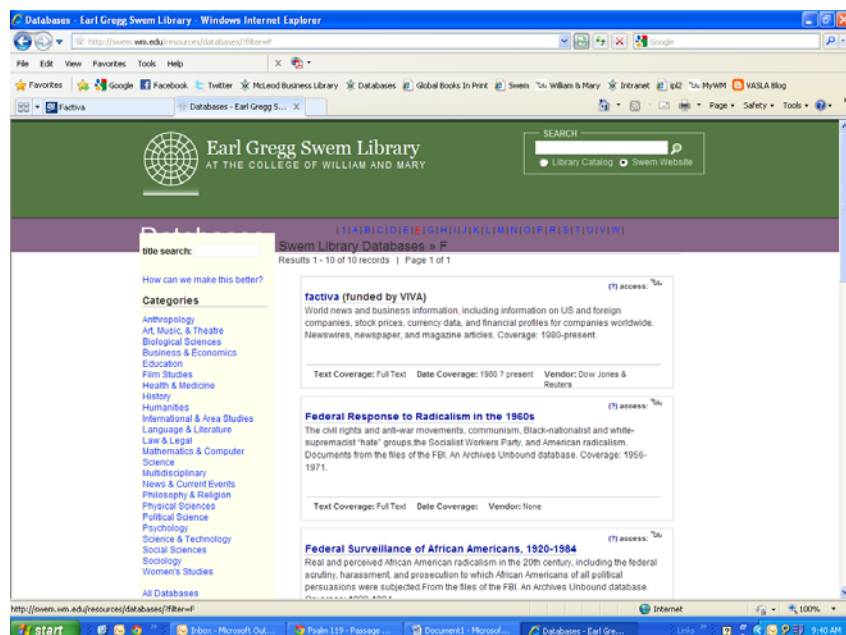 Databases - Earl Gregg Swem Library - Windows Internet Explorer
http://swem.wm.edu/resources/databases/?filter=F
Google
File Edit View Favorites Tools Help
Favorites Google Facebook Twitter McLeod Business Library Databases Global Books In Print Swem William & Mary Intranet ipl2 MyWM VASLA Blog
Factiva Databases - Earl Gregg S... X
Page Safety Tools
Earl Gregg Swem Library
AT THE COLLEGE OF WILLIAM AND MARY
SEARCH
Library Catalog Swem Website
Databases
| 1 | A | B | C | D | E | F | G | H | I | J | K | L | M | N | O | P | R | S | T | U | V | W |
title search:
Swem Library Databases » F
Results 1 - 10 of 10 records | Page 1 of 1
How can we make this better?
Categories
Anthropology
Art, Music, & Theatre
Biological Sciences
Business & Economics
Education
Film Studies
Health & Medicine
History
Humanities
International & Area Studies
Language & Literature
Law & Legal
Mathematics & Computer
Science
Multidisciplinary
News & Current Events
Philosophy & Religion
Physical Sciences
Political Science
Psychology
Science & Technology
Social Sciences
Sociology
Women's Studies
All Databases
(?) access:
factiva (funded by VIVA)
World news and business information, including information on US and foreign
companies, stock prices, currency data, and financial profiles for companies worldwide.
Newswires, newspaper, and magazine articles. Coverage: 1980-present.
Text Coverage: Full Text Date Coverage: 1980 ? present Vendor: Dow Jones &
Reuters
(?) access:
Federal Response to Radicalism in the 1960s
The civil rights and anti-war movements, communism, Black-nationalist and white-
supremacist "hate" groups,the Socialist Workers Party, and American radicalism.
Documents from the files of the FBI. An Archives Unbound database. Coverage: 1956-
1971.
Text Coverage: Full Text Date Coverage: Vendor: None
(?) access:
Federal Surveillance of African Americans, 1920-1984
Real and perceived African American radicalism in the 20th century, including the federal
scrutiny, harassment, and prosecution to which African Americans of all political
persuasions were subjected.From the files of the FBI. An Archives Unbound database.
http://swem.wm.edu/resources/databases/?filter=F
Internet 100%
start Inbox - Microsoft Out... Psalm 119 - Passage ... Document1 - Microsof... Databases - Earl Gre... Links 9:40 AM